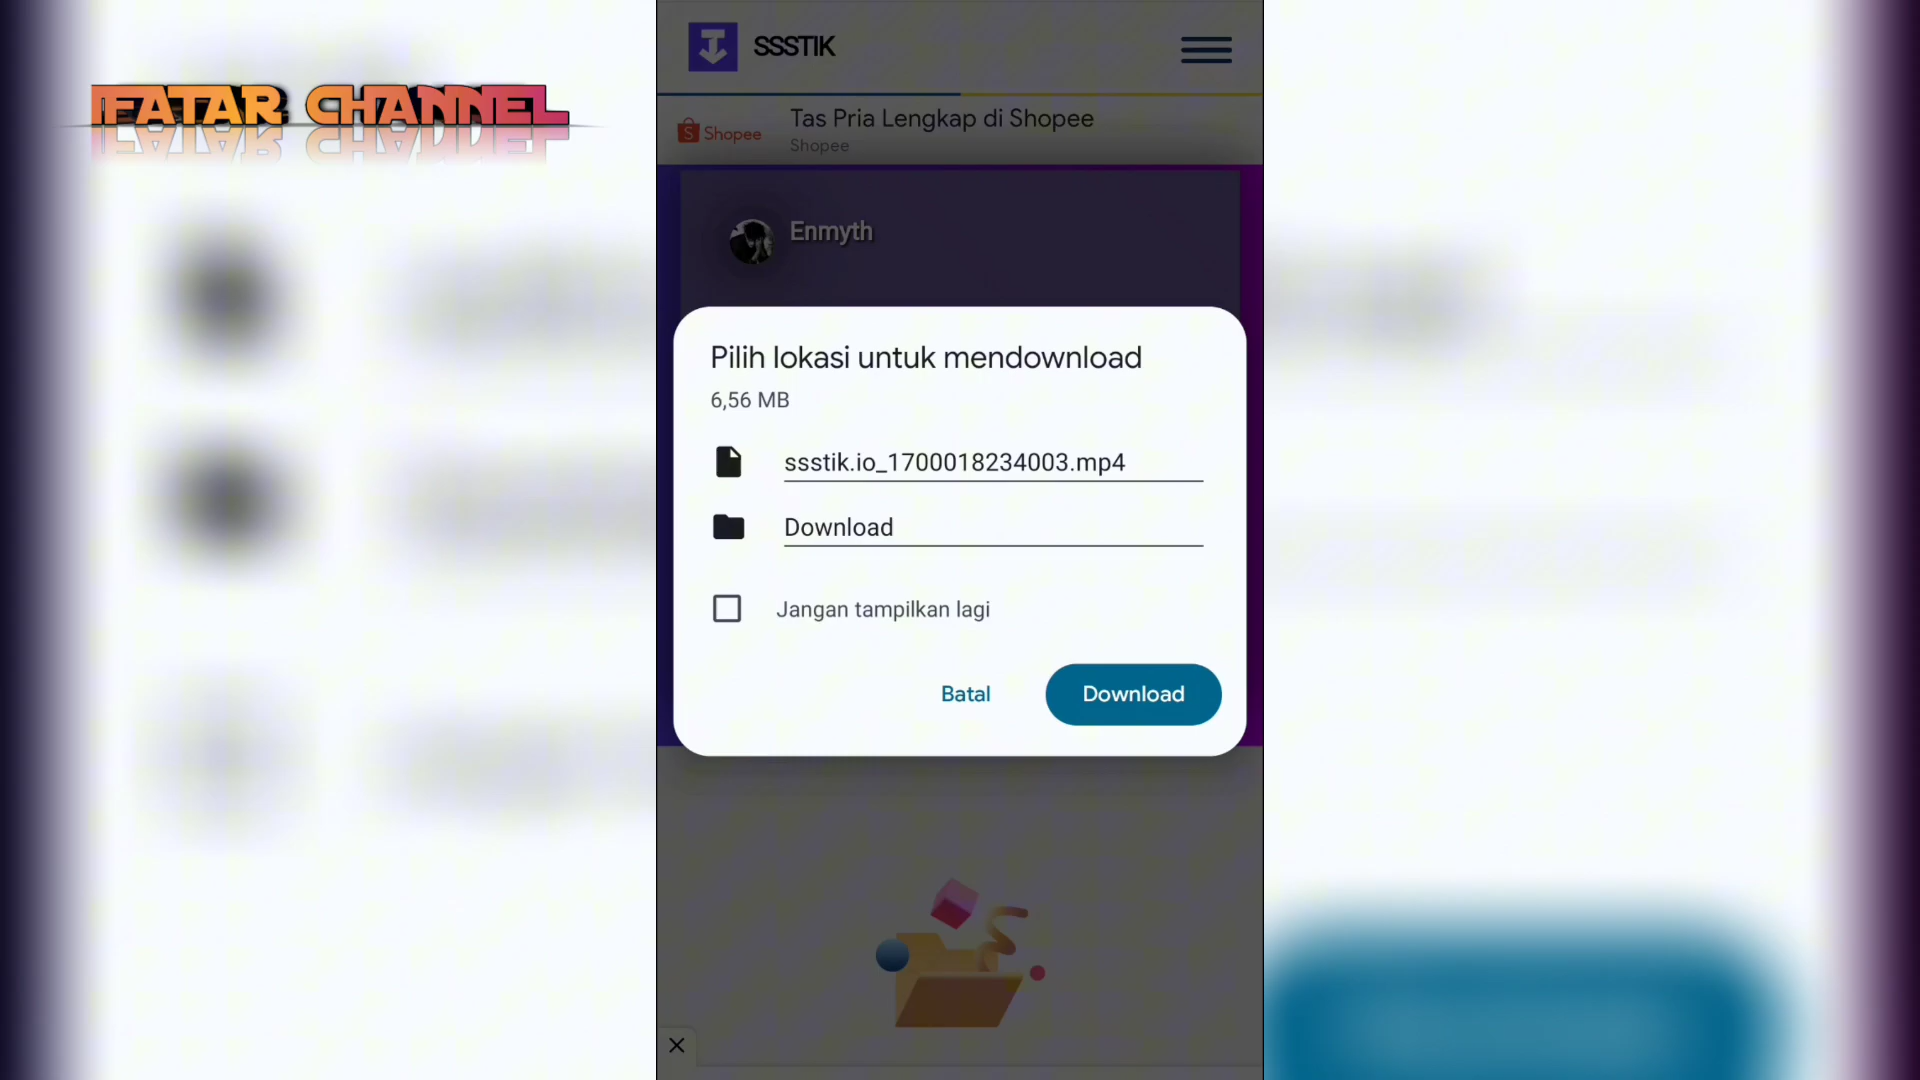 FATAR CHANNEL
SSSTIK
Shopee
Tas Pria Lengkap di Shopee
Shopee
Enmyth
Pilih lokasi untuk mendownload
6,56 MB
ssstik.io_1700018234003.mp4
Download
Jangan tampilkan lagi
Batal
Download